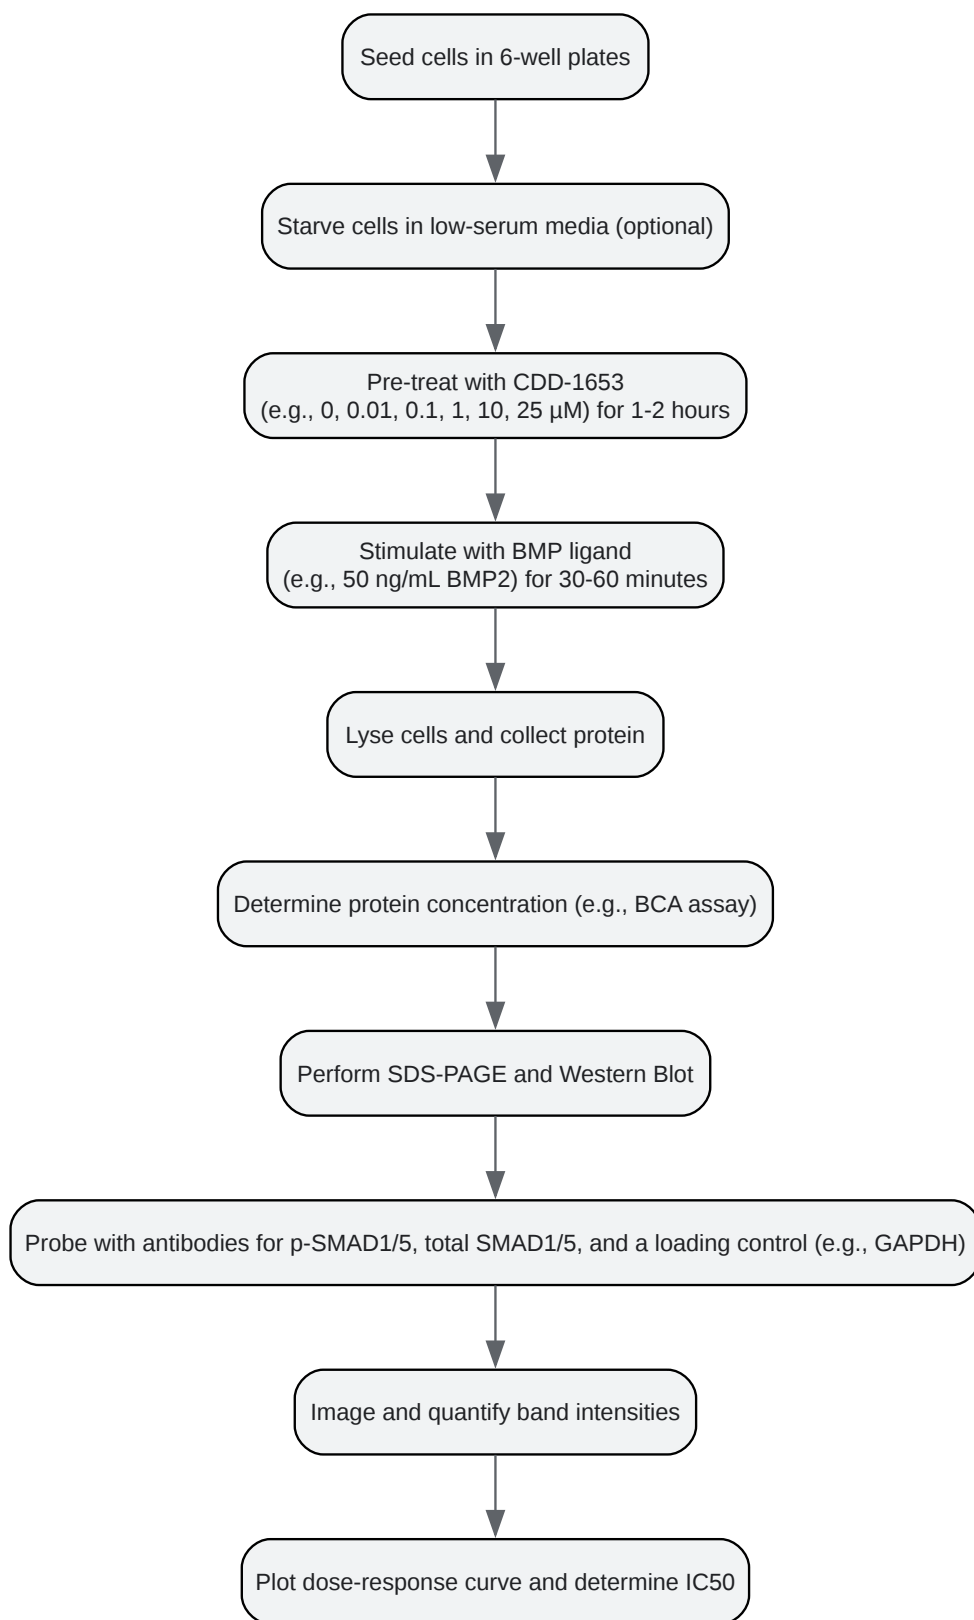 Seed cells in 6-well plates
Starve cells in low-serum media (optional)
Pre-treat with CDD-1653
(e.g., 0, 0.01, 0.1, 1, 10, 25 µM) for 1-2 hours
Stimulate with BMP ligand
(e.g., 50 ng/mL BMP2) for 30-60 minutes
Lyse cells and collect protein
Determine protein concentration (e.g., BCA assay)
Perform SDS-PAGE and Western Blot
Probe with antibodies for p-SMAD1/5, total SMAD1/5, and a loading control (e.g., GAPDH)
Image and quantify band intensities
Plot dose-response curve and determine IC50